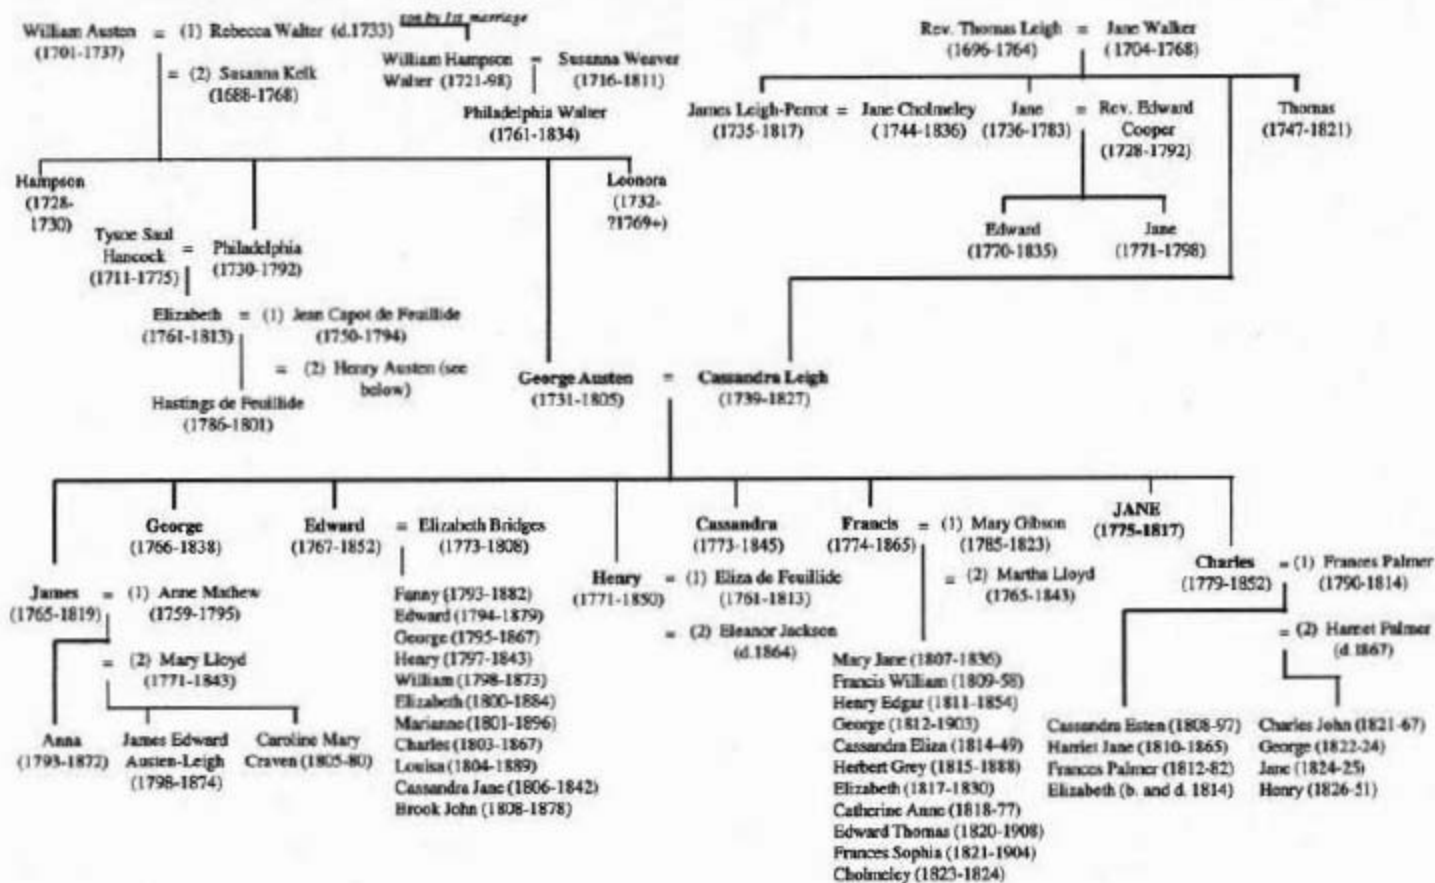 William Austen = (1) Rebecca Walter (d.1733)
(1701-1737)
son by 1st marriage
William Hampson = Susanna Weaver
Walter (1721-98) (1716-1811)
= (2) Susanna Kelk
(1688-1768)
Philadelphia Walter
(1761-1834)
Rev. Thomas Leigh = Jane Walker
(1696-1764) (1704-1768)
James Leigh-Perrot = Jane Cholmeley
(1735-1817) (1744-1836)
Jane = Rev. Edward
(1736-1783) Cooper
(1728-1792)
Thomas
(1747-1821)
Hampson
(1728-
1730)
Leonora
(1732-
?1769+)
Edward
(1770-1835)
Jane
(1771-1798)
Tysoe Saul
Hancock = Philadelphia
(1711-1775) (1730-1792)
Elizabeth = (1) Jean Capot de Feuillide
(1761-1813) (1750-1794)
= (2) Henry Austen (see
below)
Hastings de Feuillide
(1786-1801)
George Austen = Cassandra Leigh
(1731-1805) (1739-1827)
George
(1766-1838)
Edward = Elizabeth Bridges
(1767-1852) (1773-1808)
Cassandra
(1773-1845)
Francis = (1) Mary Gibson
(1774-1865) (1785-1823)
= (2) Martha Lloyd
(1765-1843)
JANE
(1775-1817)
James = (1) Anne Mathew
(1765-1819) (1759-1795)
= (2) Mary Lloyd
(1771-1843)
Henry = (1) Eliza de Feuillide
(1771-1850) (1761-1813)
= (2) Eleanor Jackson
(d.1864)
Charles = (1) Frances Palmer
(1779-1852) (1790-1814)
= (2) Harriet Palmer
(d.1867)
Anna
(1793-1872)
James Edward
Austen-Leigh
(1798-1874)
Caroline Mary
Craven (1805-80)
Fanny (1793-1882)
Edward (1794-1879)
George (1795-1867)
Henry (1797-1843)
William (1798-1873)
Elizabeth (1800-1884)
Marianne (1801-1896)
Charles (1803-1867)
Louisa (1804-1889)
Cassandra Jane (1806-1842)
Brook John (1808-1878)
Mary Jane (1807-1836)
Francis William (1809-58)
Henry Edgar (1811-1854)
George (1812-1903)
Cassandra Eliza (1814-49)
Herbert Grey (1815-1888)
Elizabeth (1817-1830)
Catherine Anne (1818-77)
Edward Thomas (1820-1908)
Frances Sophia (1821-1904)
Cholmeley (1823-1824)
Cassandra Esten (1808-97)
Harriet Jane (1810-1865)
Frances Palmer (1812-82)
Elizabeth (b. and d. 1814)
Charles John (1821-67)
George (1822-24)
Jane (1824-25)
Henry (1826-51)